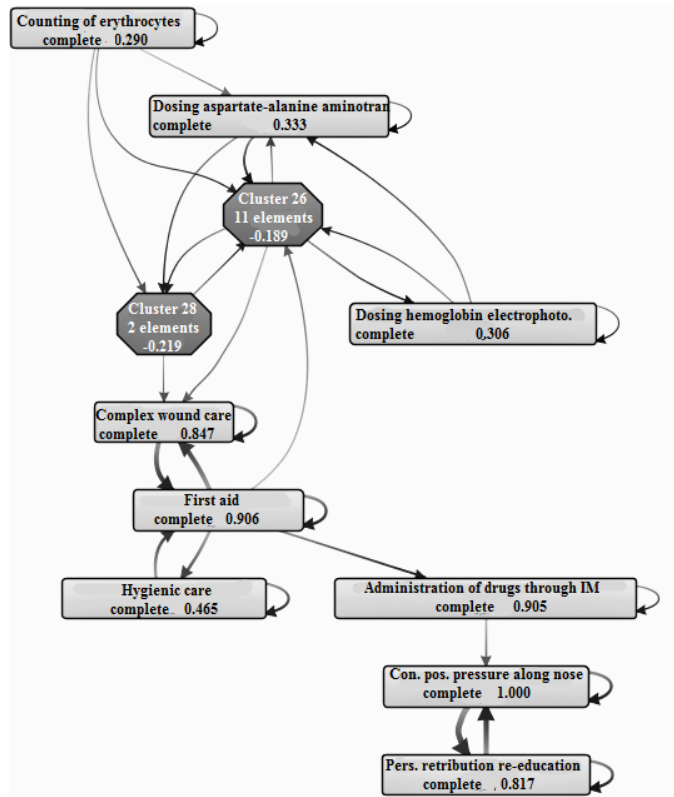 Counting of erythrocytes
complete 0.290
Dosing aspartate-alanine aminotran
complete 0.333
Cluster 26
11 elements
-0.189
Cluster 28
2 elements
-0.219
Dosing hemoglobin electrophoto.
complete 0,306
Complex wound care
complete 0.847
First aid
complete 0.906
Hygienic care
complete 0.465
Administration of drugs through IM
complete 0.905
Con. pos. pressure along nose
complete 1.000
Pers. retribution re-education
complete 0.817